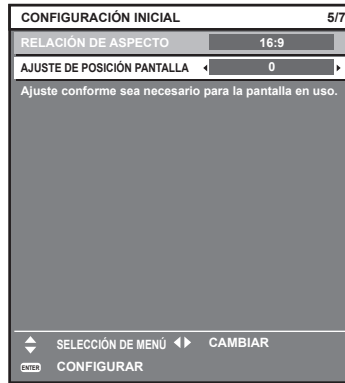 CONFIGURACIÓN INICIAL 5/7
RELACIÓN DE ASPECTO 16:9
AJUSTE DE POSICIÓN PANTALLA 0
Ajuste conforme sea necesario para la pantalla en uso.
SELECCIÓN DE MENÚ CAMBIAR
ENTER CONFIGURAR